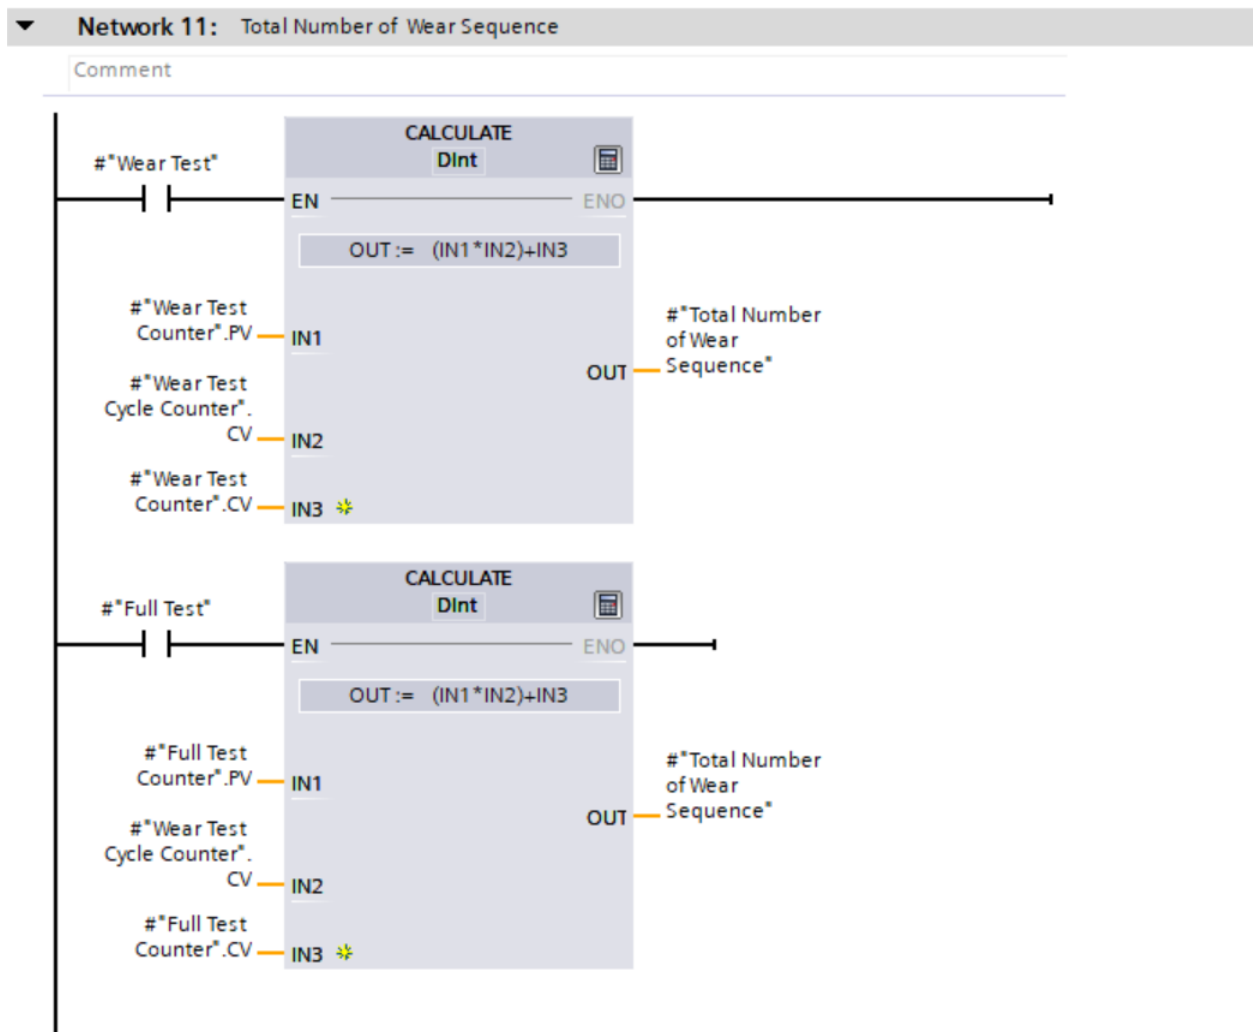 Network 11: Total Number of Wear Sequence
Comment
CALCULATE
DInt
#"Wear Test"
EN
ENO
OUT := (IN1*IN2)+IN3
#"Wear Test
Counter".PV
IN1
#"Total Number
of Wear
Sequence"
OUT
#"Wear Test
Cycle Counter".
CV
IN2
#"Wear Test
Counter".CV
IN3
CALCULATE
DInt
#"Full Test"
EN
ENO
OUT := (IN1*IN2)+IN3
#"Full Test
Counter".PV
IN1
#"Total Number
of Wear
Sequence"
OUT
#"Wear Test
Cycle Counter".
CV
IN2
#"Full Test
Counter".CV
IN3